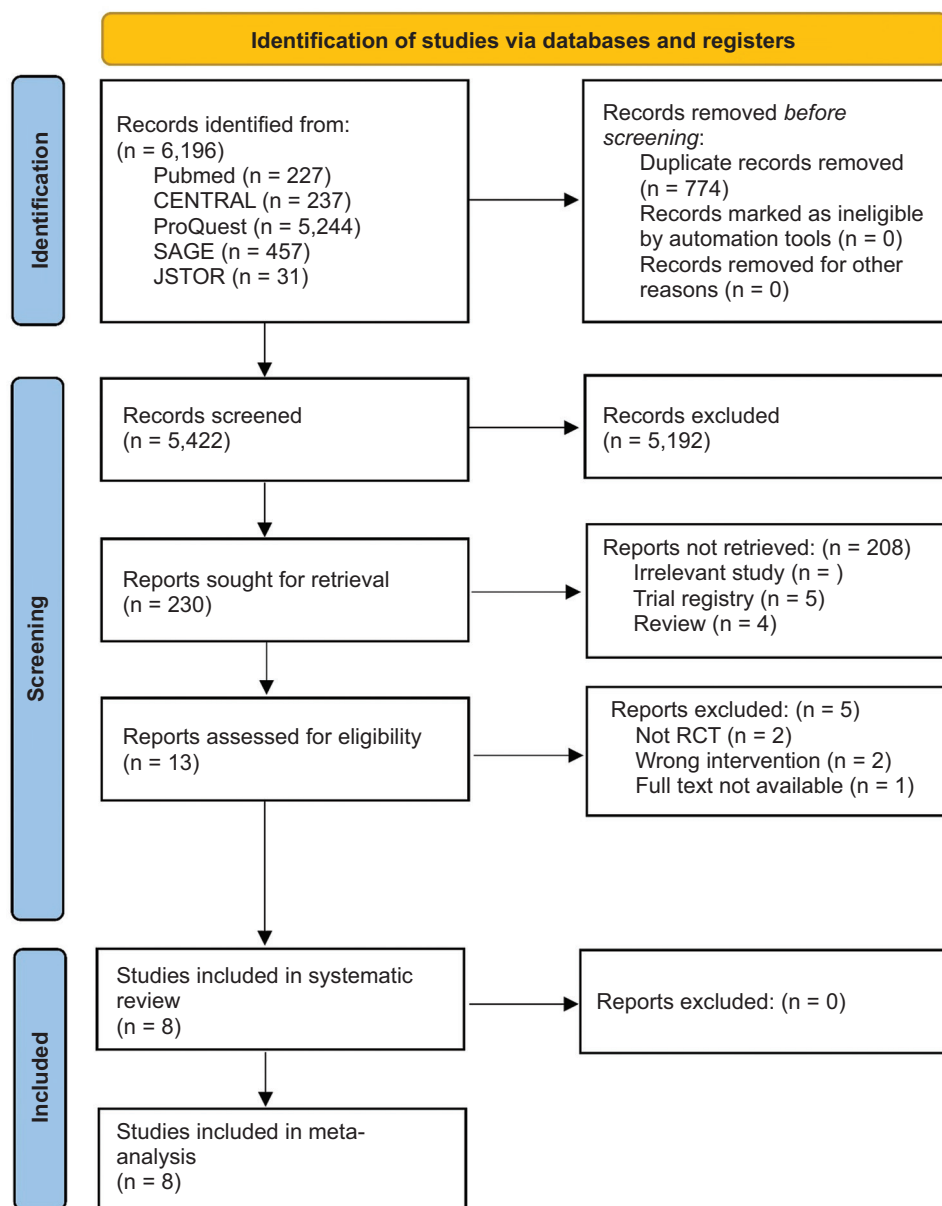 Identification of studies via databases and registers
Identification
Records identified from:
(n = 6,196)
Pubmed (n = 227)
CENTRAL (n = 237)
ProQuest (n = 5,244)
SAGE (n = 457)
JSTOR (n = 31)
Records removed before
screening:
Duplicate records removed
(n = 774)
Records marked as ineligible
by automation tools (n = 0)
Records removed for other
reasons (n = 0)
Screening
Records screened
(n = 5,422)
Records excluded
(n = 5,192)
Reports sought for retrieval
(n = 230)
Reports not retrieved: (n = 208)
Irrelevant study (n = )
Trial registry (n = 5)
Review (n = 4)
Reports assessed for eligibility
(n = 13)
Reports excluded: (n = 5)
Not RCT (n = 2)
Wrong intervention (n = 2)
Full text not available (n = 1)
Included
Studies included in systematic
review
(n = 8)
Reports excluded: (n = 0)
Studies included in meta-
analysis
(n = 8)